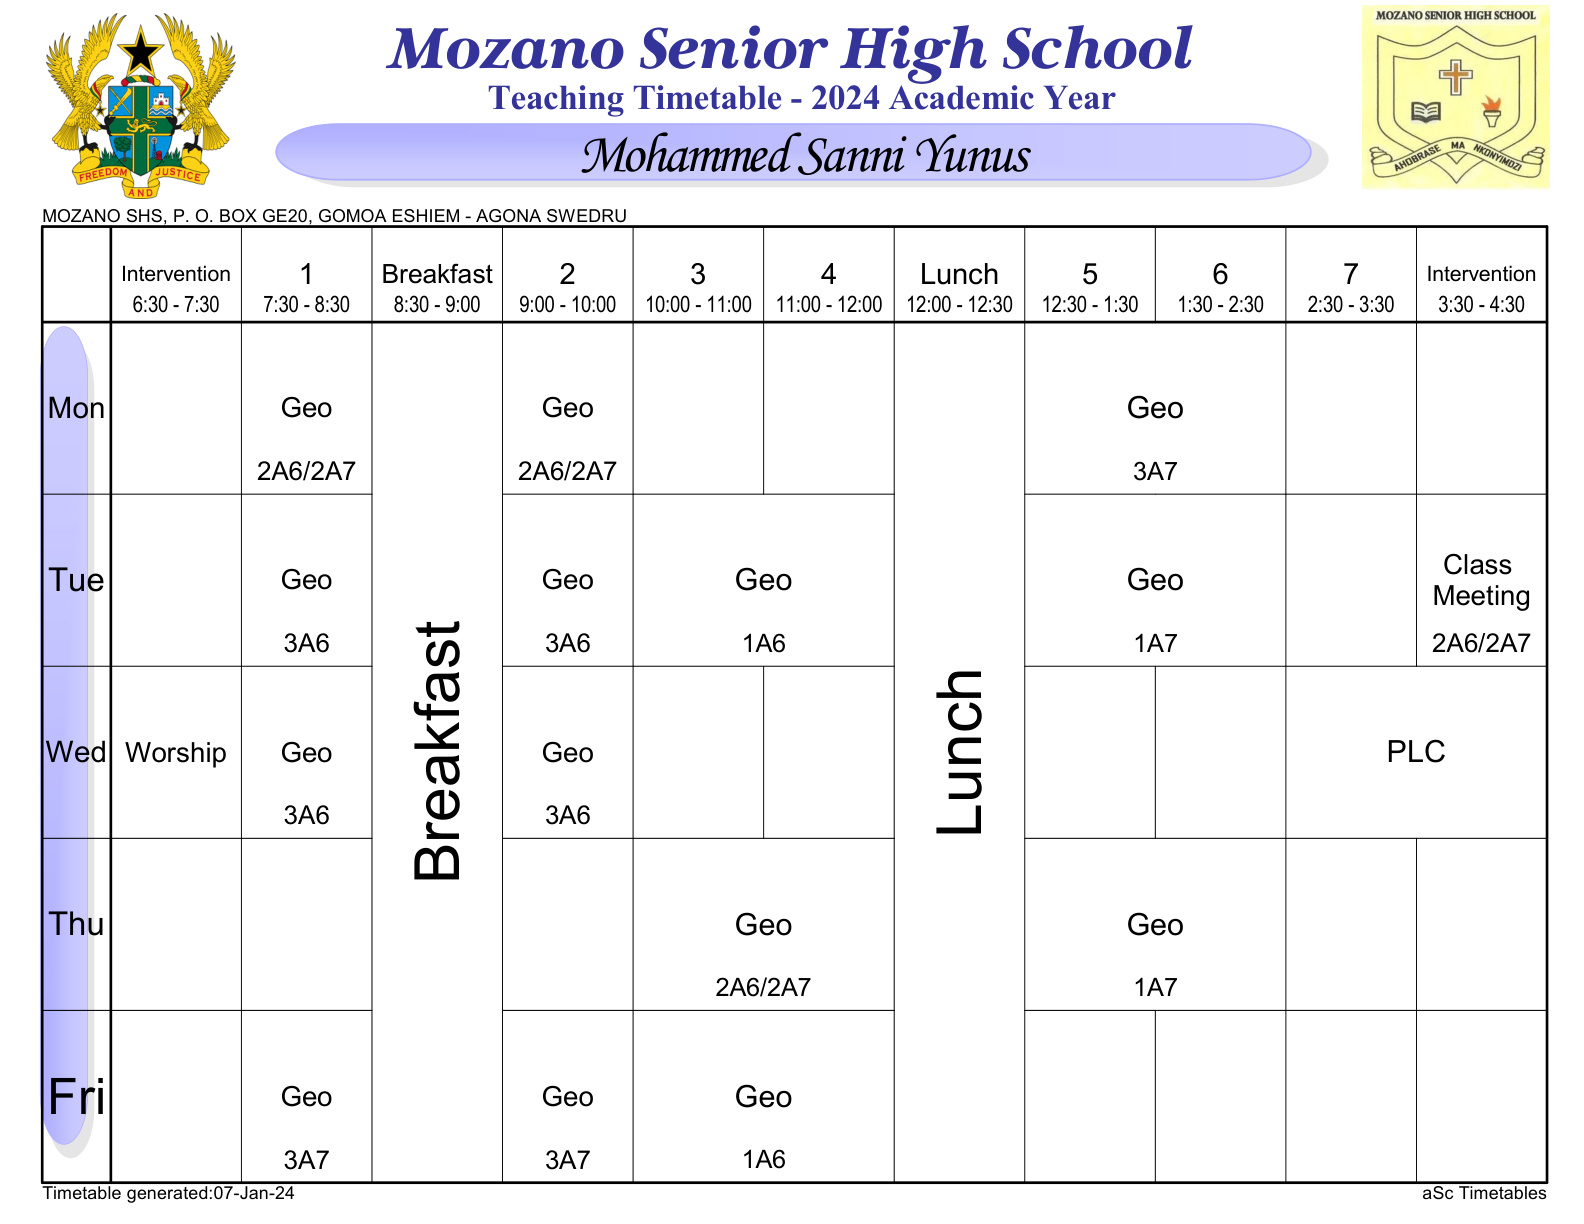 Mozano Senior High School
Teaching Timetable - 2024 Academic Year
Mohammed Sanni Yunus
FREEDOM AND JUSTICE
MOZANO SENIOR HIGH SCHOOL
AHOBRASE MA NKONYIMDZI
MOZANO SHS, P. O. BOX GE20, GOMOA ESHIEM - AGONA SWEDRU
Intervention 1 Breakfast 2 3 4 Lunch 5 6 7 Intervention
6:30 - 7:30 7:30 - 8:30 8:30 - 9:00 9:00 - 10:00 10:00 - 11:00 11:00 - 12:00 12:00 - 12:30 12:30 - 1:30 1:30 - 2:30 2:30 - 3:30 3:30 - 4:30
Mon Geo Geo Geo
2A6/2A7 2A6/2A7 3A7
Tue Geo Geo Geo Geo Class Meeting
3A6 3A6 1A6 1A7 2A6/2A7
Breakfast
Lunch
Wed Worship Geo Geo PLC
3A6 3A6
Thu Geo Geo
2A6/2A7 1A7
Fri Geo Geo Geo
3A7 3A7 1A6
Timetable generated:07-Jan-24 aSc Timetables